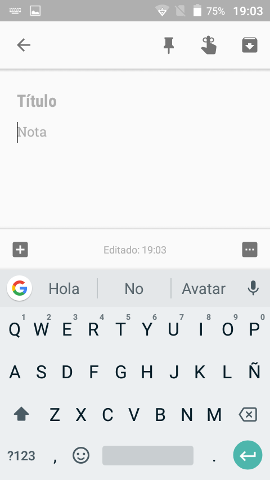 75% 19:03
Título
Nota
Editado: 19:03
G Hola No Avatar
1 2 3 4 5 6 7 8 9 0
Q W E R T Y U I O P
A S D F G H J K L Ñ
Z X C V B N M
?123 , .